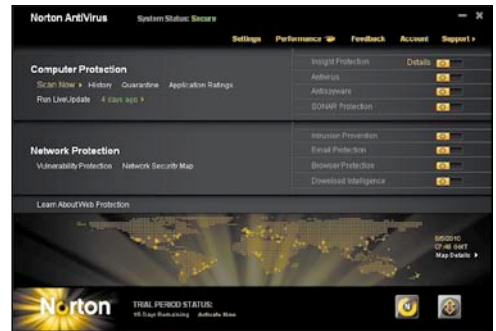 Norton AntiVirus System Status: Secure
Settings Performance Feedback Account Support
Computer Protection
Scan Now History Quarantine Application Ratings
Run LiveUpdate 4 days ago
Insight Protection Details
Antivirus
Antispyware
SONAR Protection
Network Protection
Vulnerability Protection Network Security Map
Intrusion Prevention
Email Protection
Browser Protection
Download Intelligence
Learn About Web Protection
Map Details
Norton
TRIAL PERIOD STATUS:
15 Days Remaining Activate Now